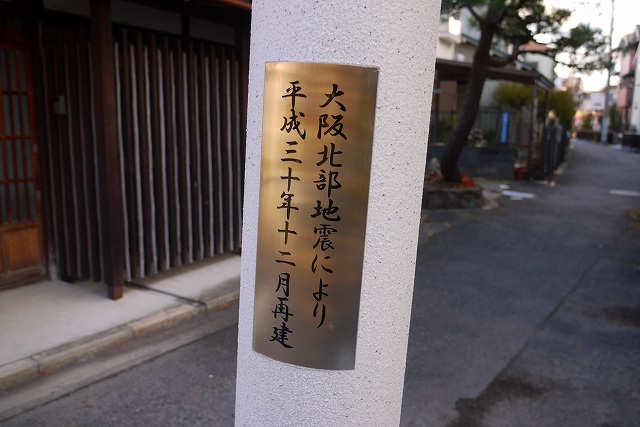 大阪北部地震により
平成三十年十二月再建